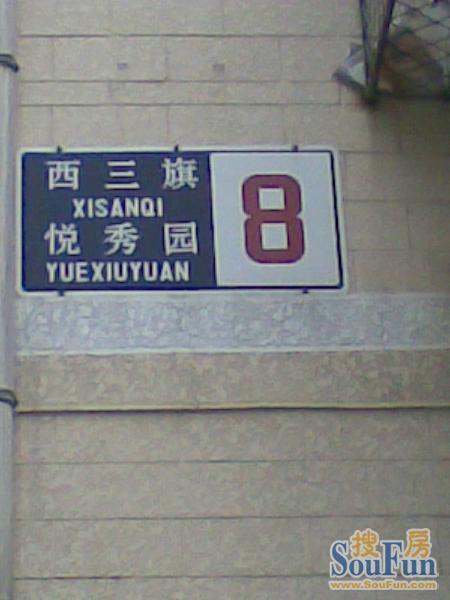 西三旗
XISANQI
悦秀园
YUEXIUYUAN
8
搜房
SouFun
www.SouFun.com